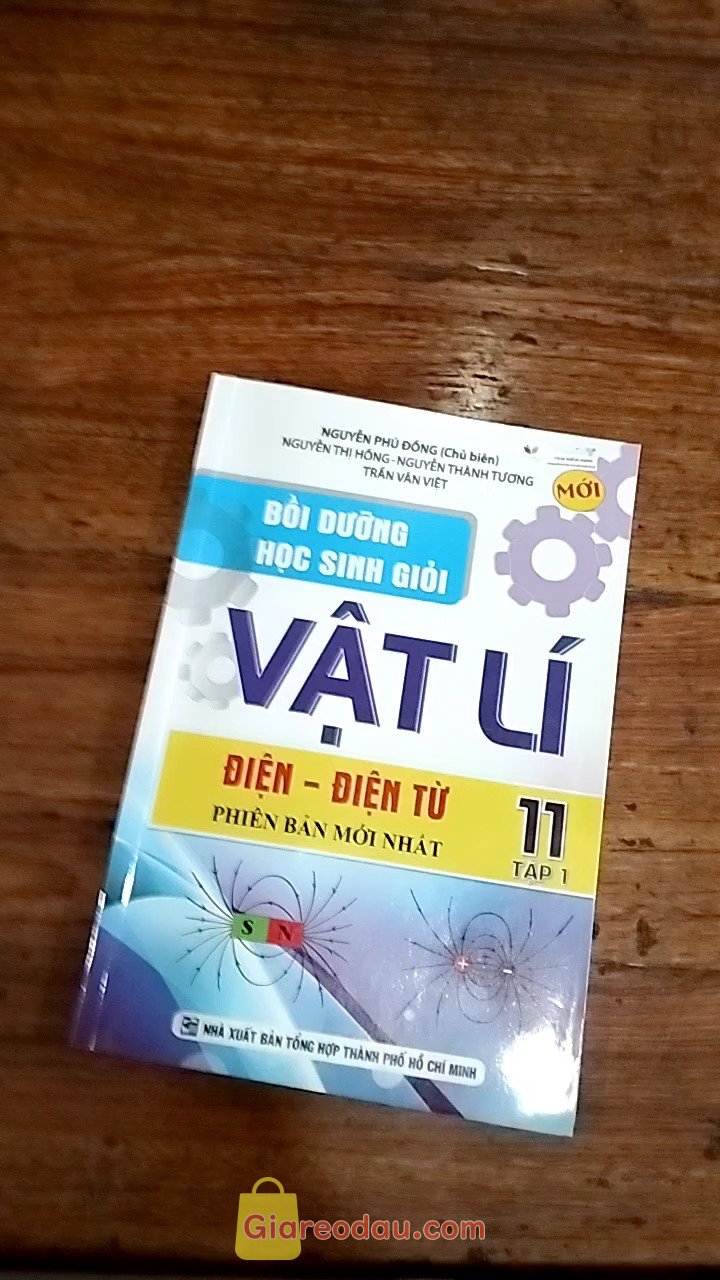 NGUYỄN PHÚ ĐỒNG (Chủ biên)
NGUYỄN THỊ HỒNG - NGUYỄN THÀNH TƯƠNG
TRẦN VĂN VIỆT
MỚI
BỒI DƯỠNG
HỌC SINH GIỎI
VẬT LÍ
ĐIỆN - ĐIỆN TỪ
PHIÊN BẢN MỚI NHẤT
11
TẬP 1
S N
+ -
NHÀ XUẤT BẢN TỔNG HỢP THÀNH PHỐ HỒ CHÍ MINH
Giareodau.com